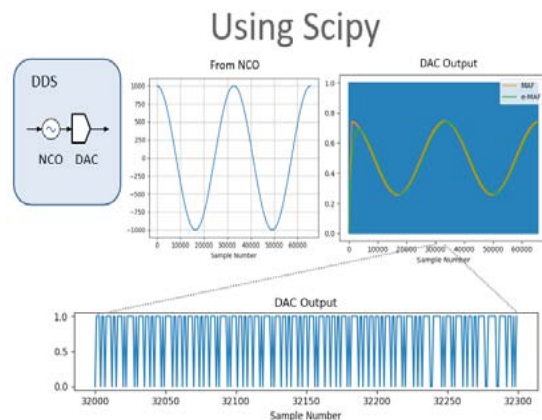 Using Scipy
DDS
NCO DAC
From NCO
1000
750
500
250
0
−250
−500
−750
−1000
0 10000 20000 30000 40000 50000 60000
Sample Number
DAC Output
MAF
e-MAF
1.0
0.8
0.6
0.4
0.2
0.0
0 10000 20000 30000 40000 50000 60000
Sample Number
DAC Output
1.0
0.5
0.0
32000 32050 32100 32150 32200 32250 32300
Sample Number